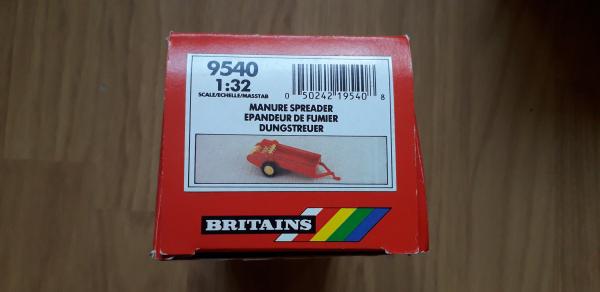 9540
1:32
SCALE/ECHELLE/MASSTAB
0 50242 19540 8
MANURE SPREADER
EPANDEUR DE FUMIER
DUNGSTREUER
BRITAINS